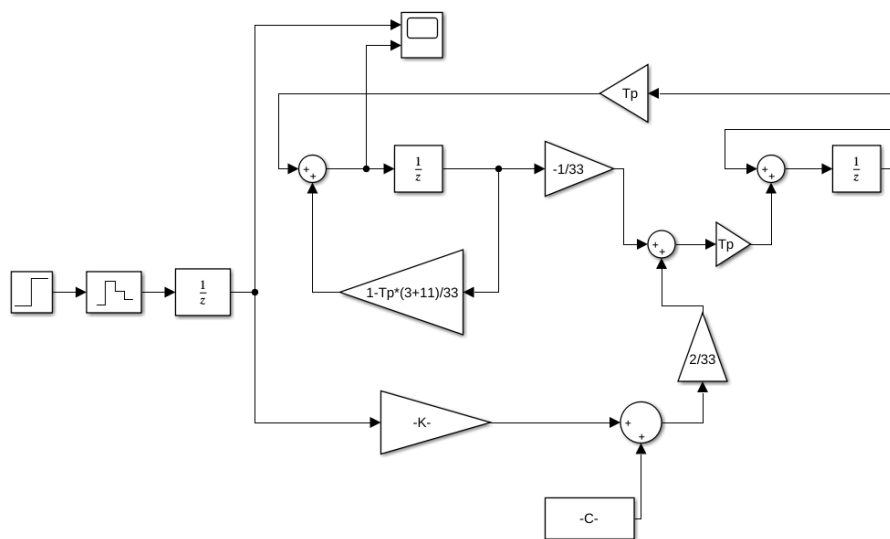 Tp
+
+
1
z
-1/33
+
+
1
z
+
+
Tp
1-Tp*(3+11)/33
1
z
2/33
-K-
+
+
-C-